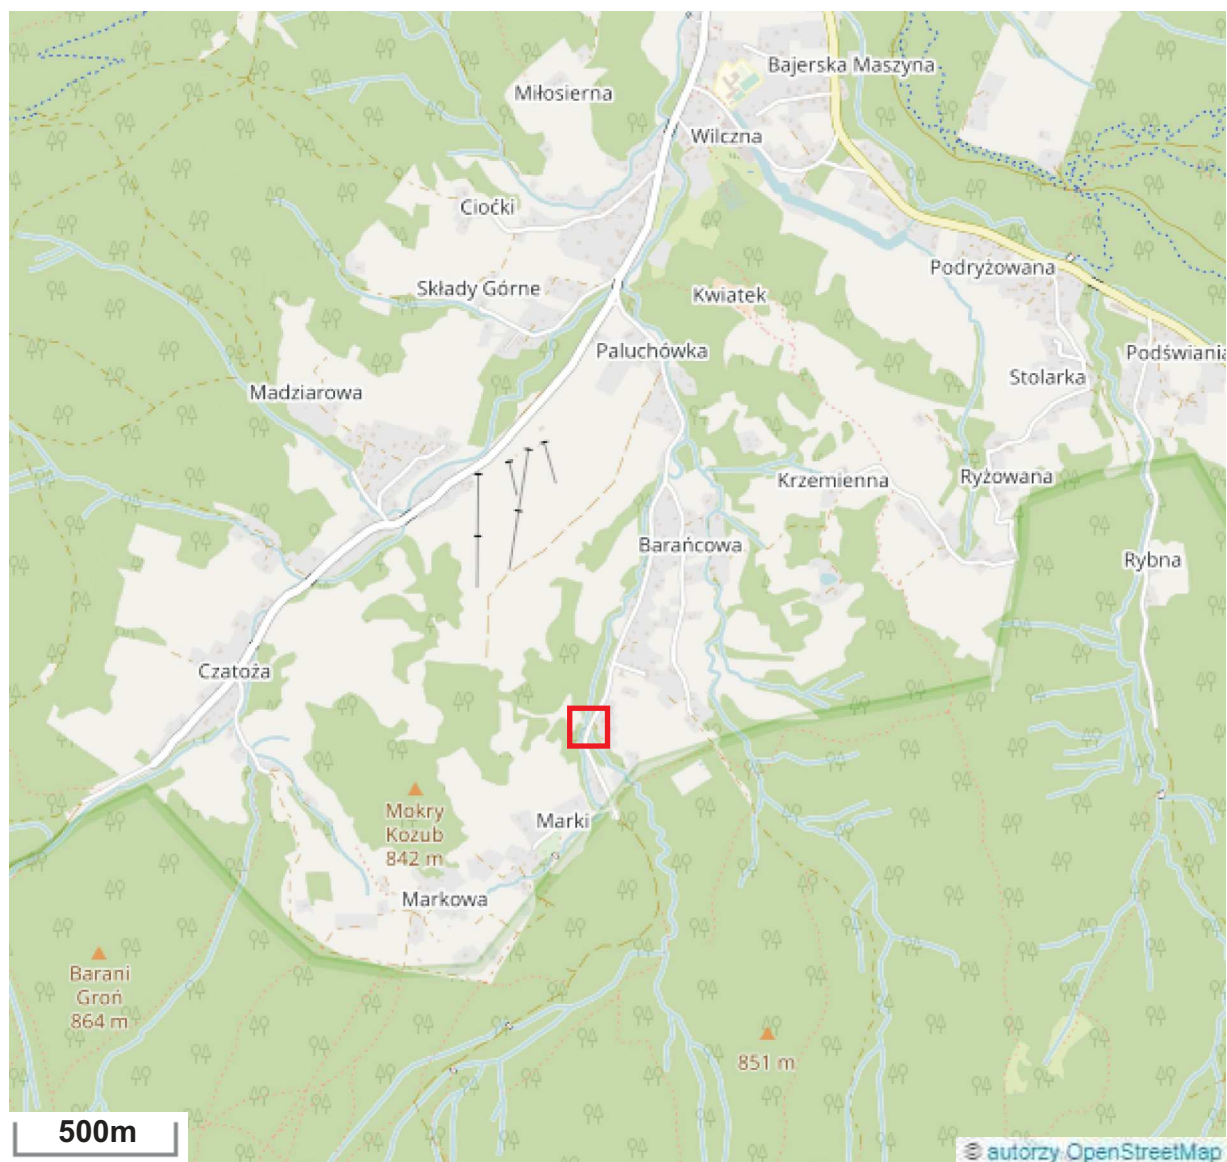 Bajerska Maszyna
Miłosierna
Wilczna
Cioćki
Podryżowana
Składy Górne
Kwiatek
Paluchówka
Podświania
Stolarka
Madziarowa
Krzemienna
Ryżowana
Barańcowa
Rybna
Czatoża
Mokry
Kozub
842 m
Marki
Markowa
Barani
Groń
864 m
851 m
500m
© autorzy OpenStreetMap